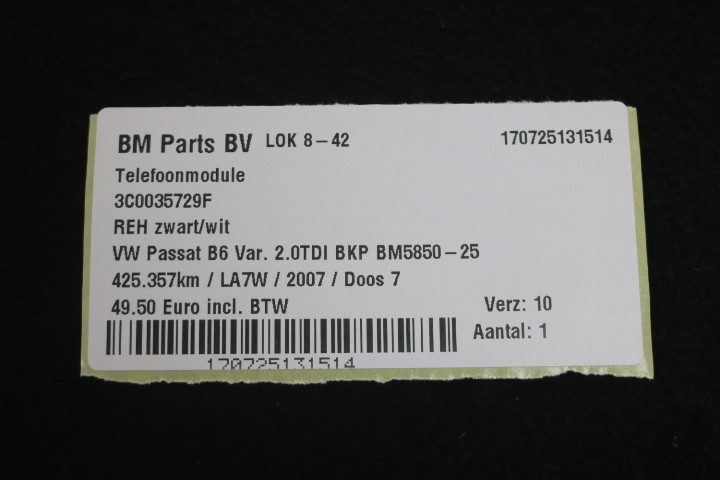 BM Parts BV LOK 8-42 170725131514
Telefoonmodule
3C0035729F
REH zwart/wit
VW Passat B6 Var. 2.0TDI BKP BM5850-25
425.357km / LA7W / 2007 / Doos 7
49.50 Euro incl. BTW Verz: 10
Aantal: 1
170725131514